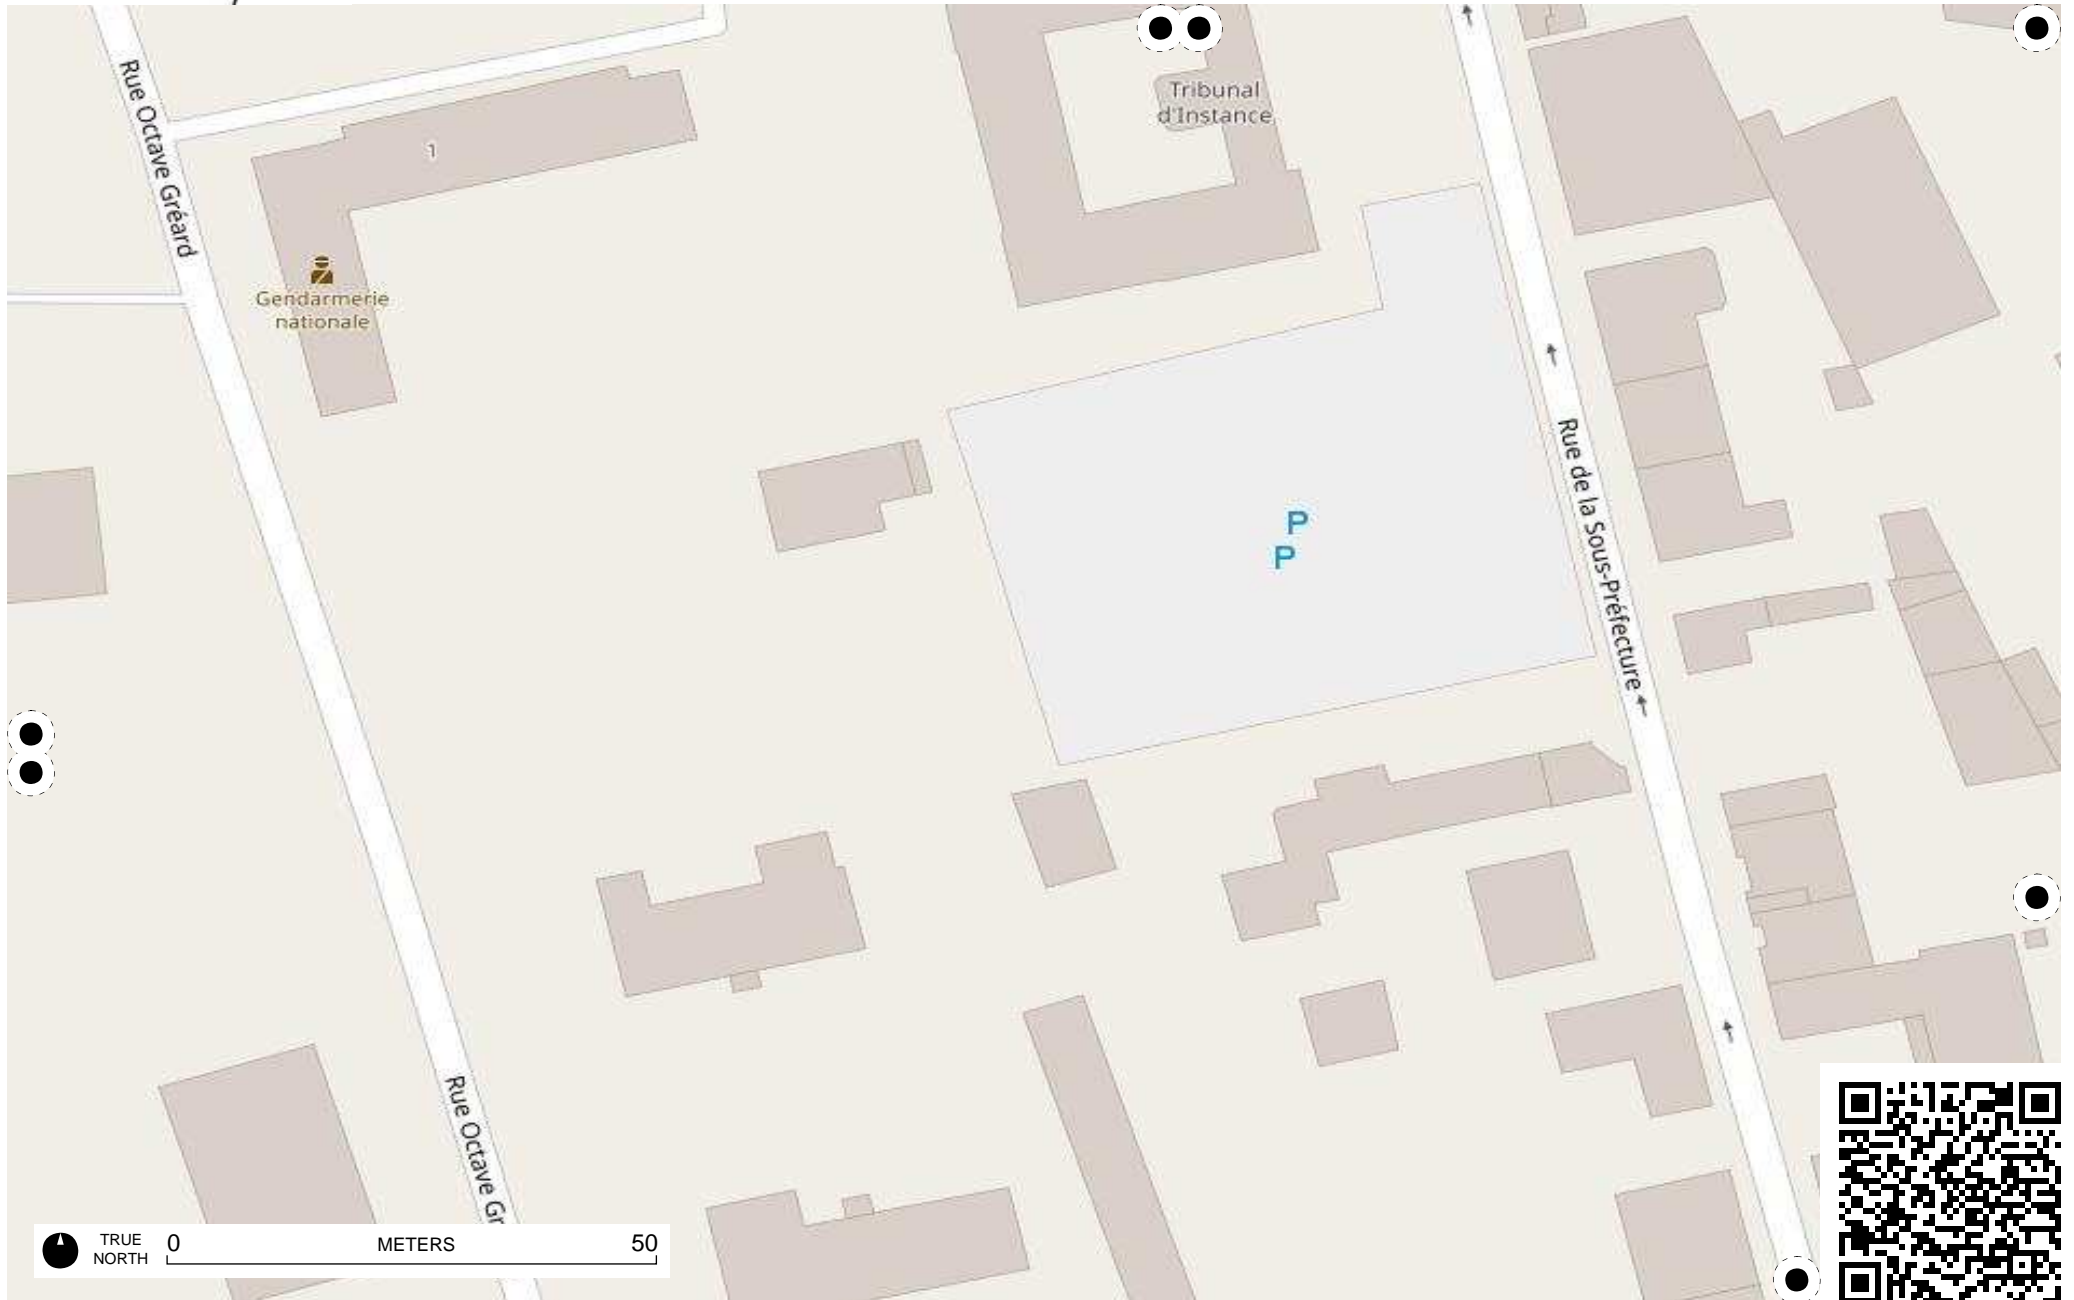 Rue Octave Gréard
1
Tribunal
d'Instance
Gendarmerie
nationale
P
P
Rue de la Sous-Préfecture
Rue Octave Gr
TRUE
NORTH
0 METERS 50